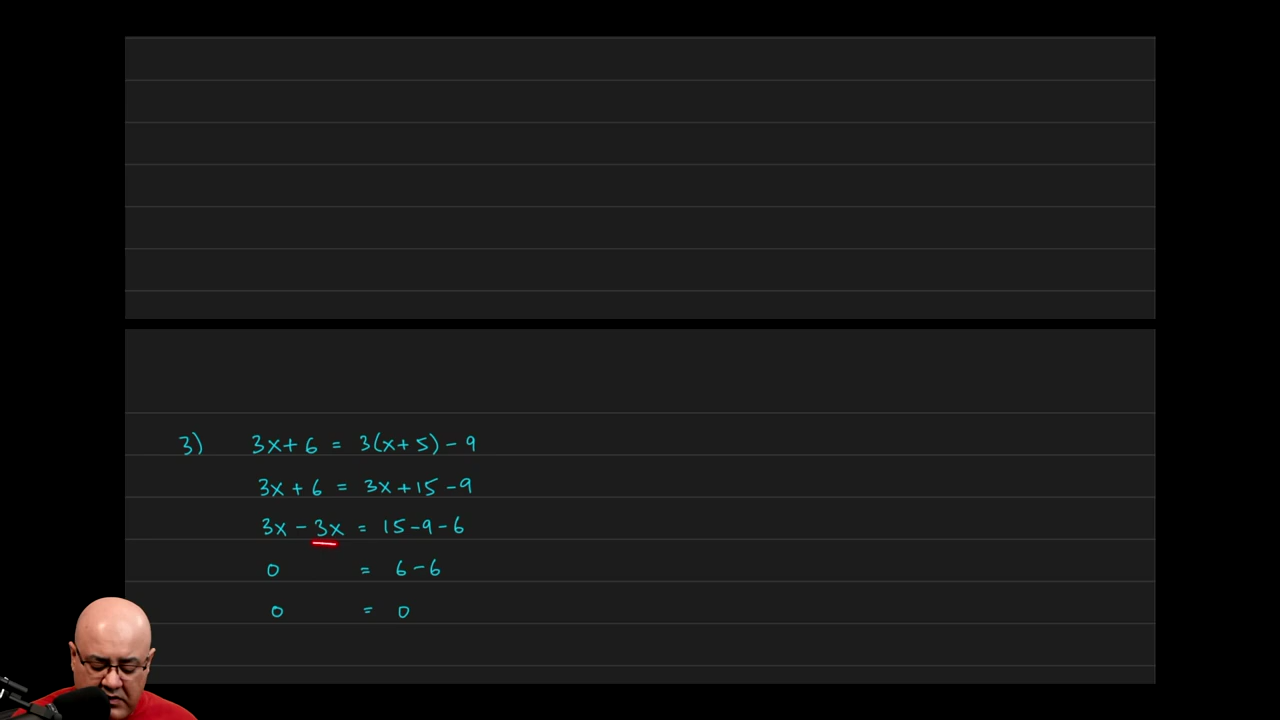 3) 3x + 6 = 3(x + 5) - 9
3x + 6 = 3x + 15 - 9
3x - 3x = 15 - 9 - 6
0 = 6 - 6
0 = 0